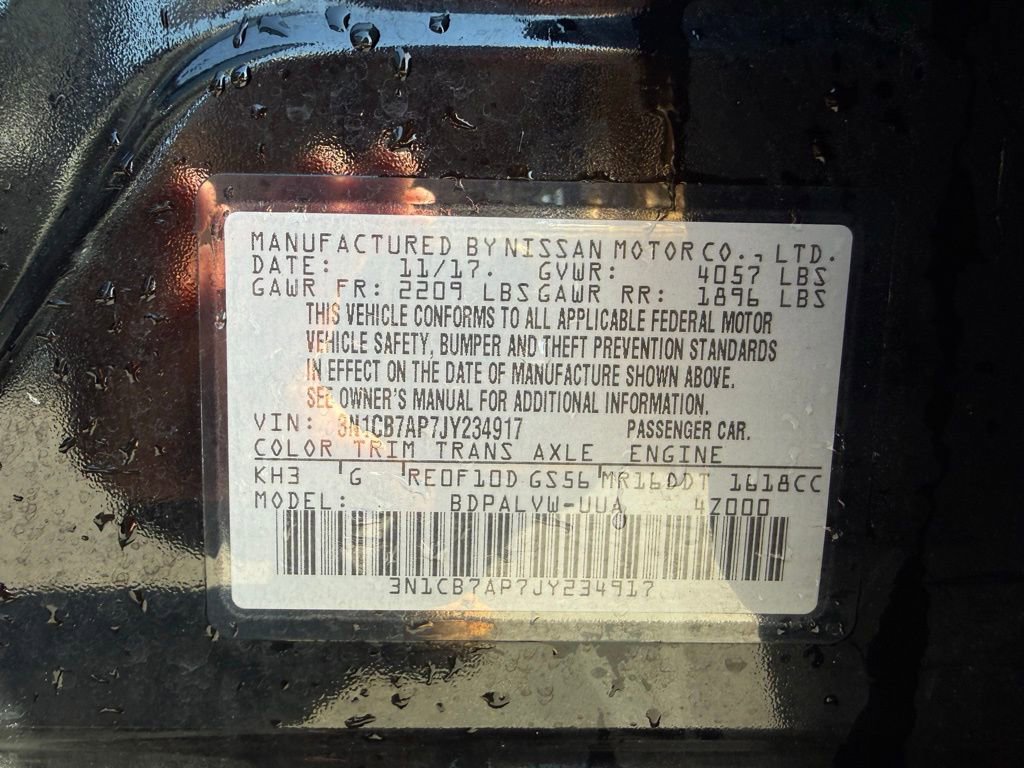 MANUFACTURED BY NISSAN MOTOR CO., LTD.
DATE: 11/17. GVWR: 4057 LBS
GAWR FR: 2209 LBS GAWR RR: 1896 LBS
THIS VEHICLE CONFORMS TO ALL APPLICABLE FEDERAL MOTOR
VEHICLE SAFETY, BUMPER AND THEFT PREVENTION STANDARDS
IN EFFECT ON THE DATE OF MANUFACTURE SHOWN ABOVE.
SEE OWNER'S MANUAL FOR ADDITIONAL INFORMATION.
VIN: 3N1CB7AP7JY234917 PASSENGER CAR.
COLOR TRIM TRANS AXLE ENGINE
KH3 'G 'RE0F10D GS56 'MR16DDT 1618CC
MODEL: BDPALVW-UUA 4Z000
3N1CB7AP7JY234917